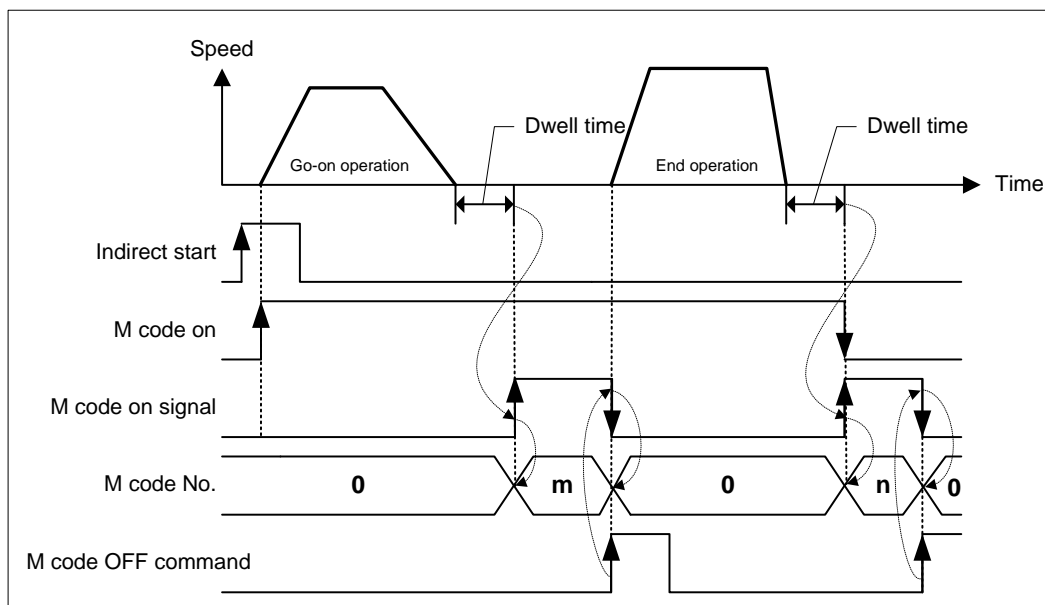 Speed
Dwell time
Dwell time
Go-on operation
End operation
Time
Indirect start
M code on
M code on signal
M code No.
0
m
0
n
0
M code OFF command